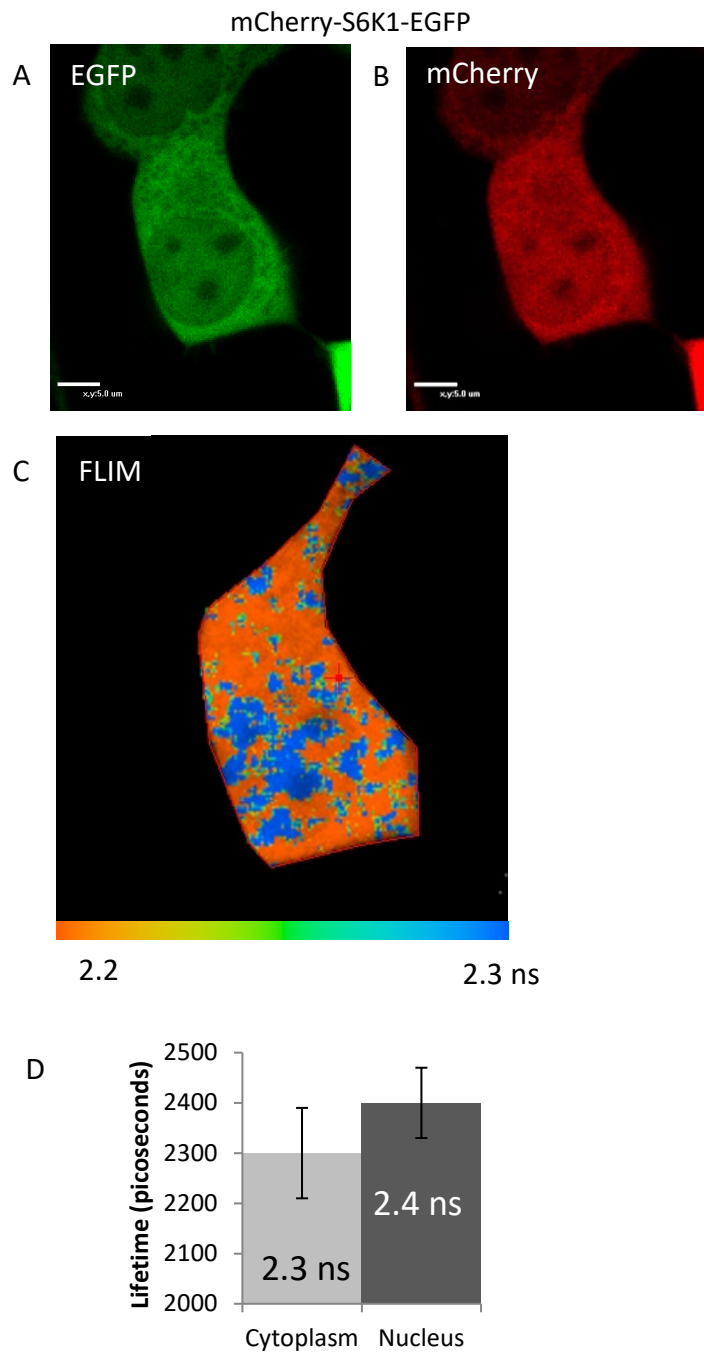 mCherry-S6K1-EGFP
A
EGFP
x,y:5.0 um
B
mCherry
x,y:5.0 um
C
FLIM
2.2
2.3 ns
D
Lifetime (picoseconds)
2500
2400
2300
2200
2100
2000
2.3 ns
2.4 ns
Cytoplasm
Nucleus